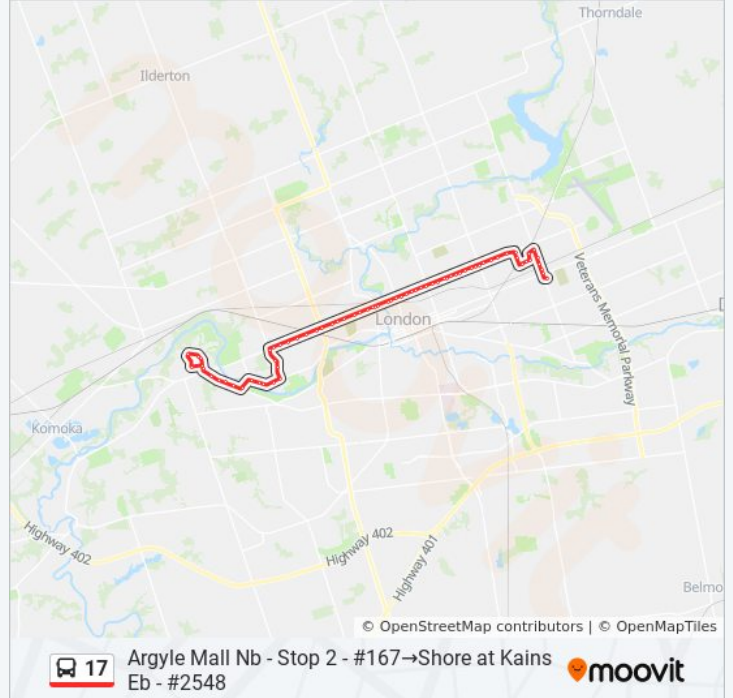 Thorndale
Ilderton
Veterans Memorial Parkway
London
Komoka
Highway 402
Highway 402
Highway 401
Belmo
© OpenStreetMap contributors | © OpenMapTiles
17
Argyle Mall Nb - Stop 2 - #167→Shore at Kains
Eb - #2548
moovit